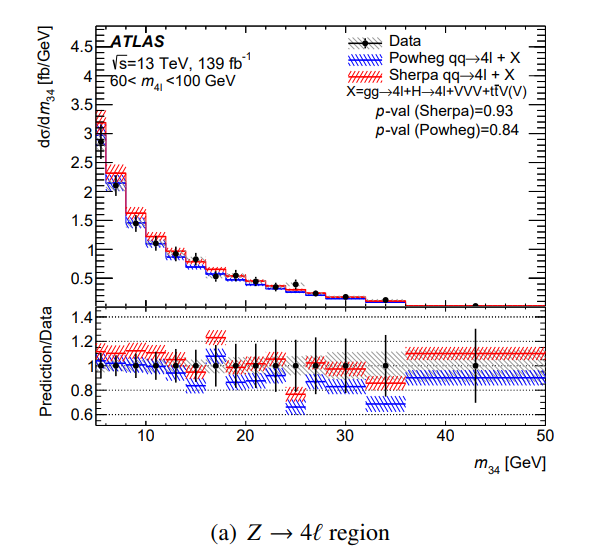 ATLAS
√s=13 TeV, 139 fb⁻¹
60< m₄ₗ <100 GeV
Data
Powheg qq→4l + X
Sherpa qq→4l + X
X=gg→4l+H→4l+VVV+tt̄V(V)
p-val (Sherpa)=0.93
p-val (Powheg)=0.84
dσ/dm₃₄ [fb/GeV]
4.5
4
3.5
3
2.5
2
1.5
1
0.5
Prediction/Data
1.4
1.2
1.0
0.8
0.6
10 20 30 40 50
m₃₄ [GeV]
(a) Z → 4ℓ region